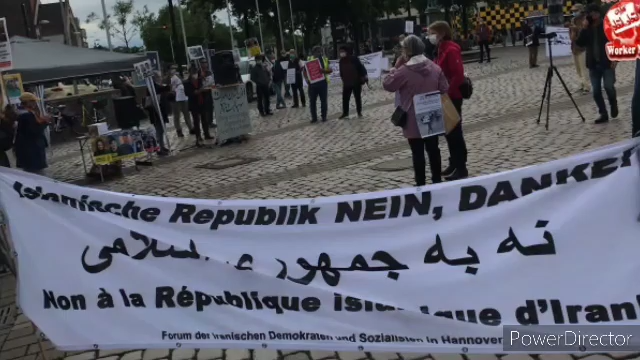 Worker
Islamische Republik NEIN, DANKE!
نه به جمهوری اسلامی
Non à la République islamique d'Iran
Forum der iranischen Demokraten und Sozialisten in Hannover
PowerDirector